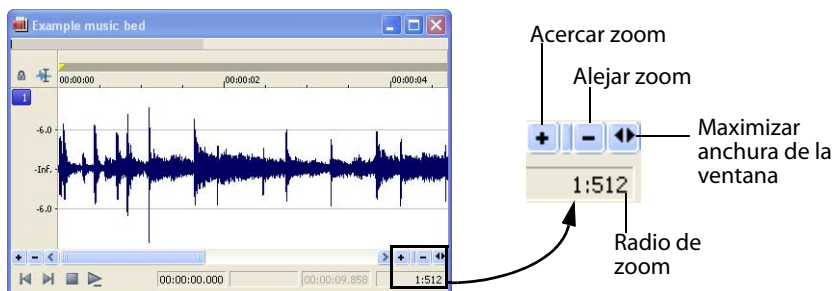 Example music bed
00:00:00
00:00:02
00:00:04
1
-6.0
-Inf.
-6.0
00:00:00.000
00:00:09.858
1:512
Acercar zoom
Alejar zoom
Maximizar
anchura de la
ventana
1:512
Radio de
zoom